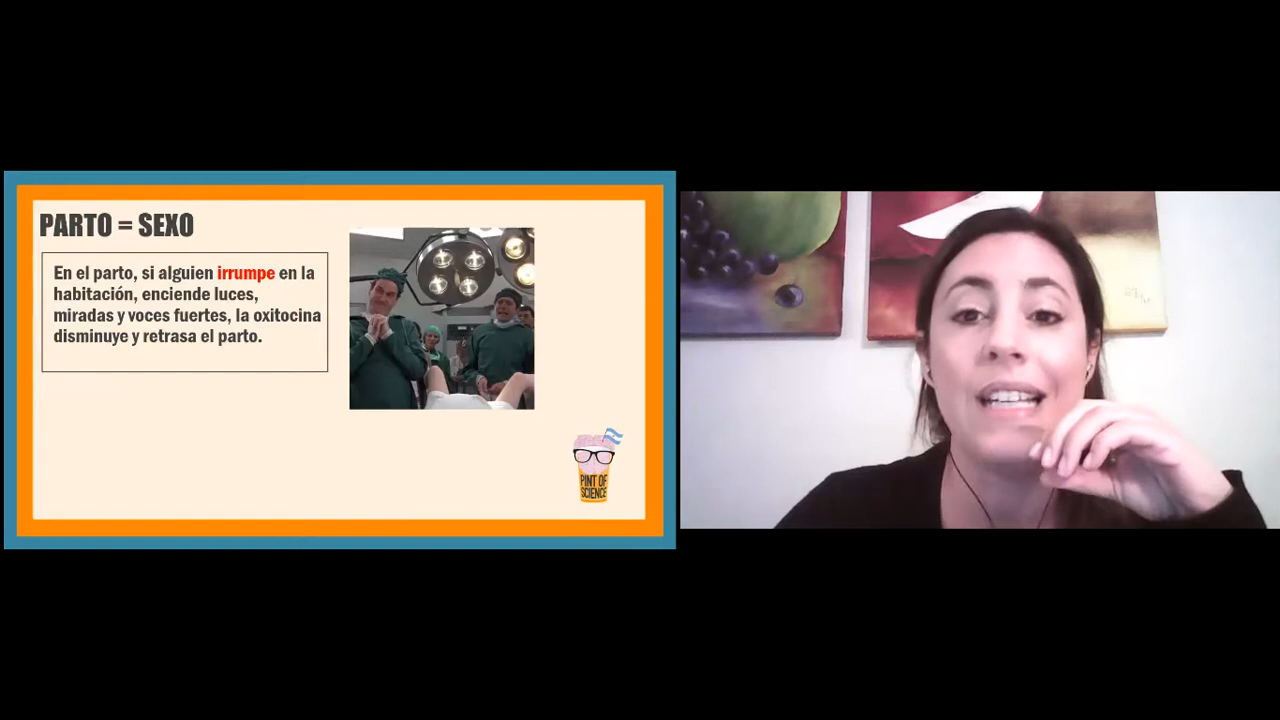 PARTO = SEXO
En el parto, si alguien irrumpe en la
habitación, enciende luces,
miradas y voces fuertes, la oxitocina
disminuye y retrasa el parto.
PINT OF
SCIENCE